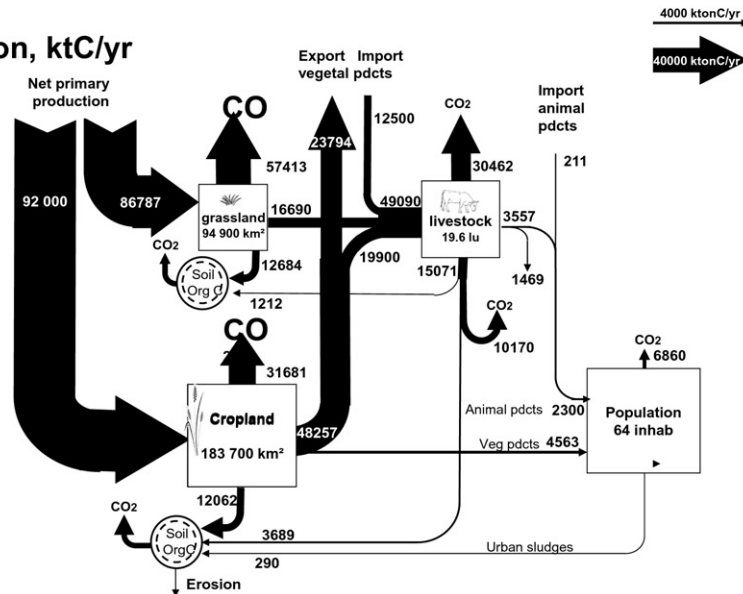 on, ktC/yr
4000 ktonC/yr
40000 ktonC/yr
Net primary
production
Export Import
vegetal pdcts
Import
animal
pdcts
CO
CO2
23794
12500
211
57413
30462
92 000
86787
grassland
94 900 km²
16690
49090
livestock
19.6 lu
3557
CO2
12684
19900
15071
1469
Soil
Org C
1212
CO2
10170
CO
31681
CO2
6860
Cropland
183 700 km²
48257
Animal pdcts 2300
Veg pdcts 4563
Population
64 inhab
12062
CO2
Soil
OrgC
3689
290
Urban sludges
Erosion